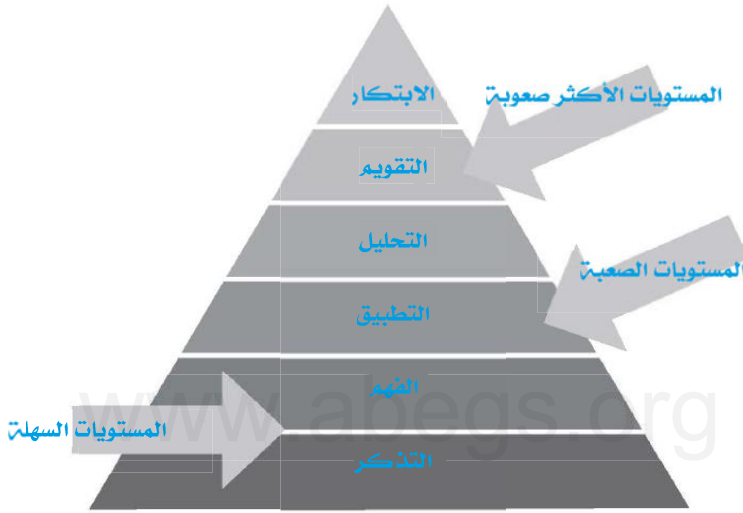 الابتكار
المستويات الأكثر صعوبة
التقويم
التحليل
المستويات الصعبة
التطبيق
الفهم
www.abegs.org
المستويات السهلة
التذكر